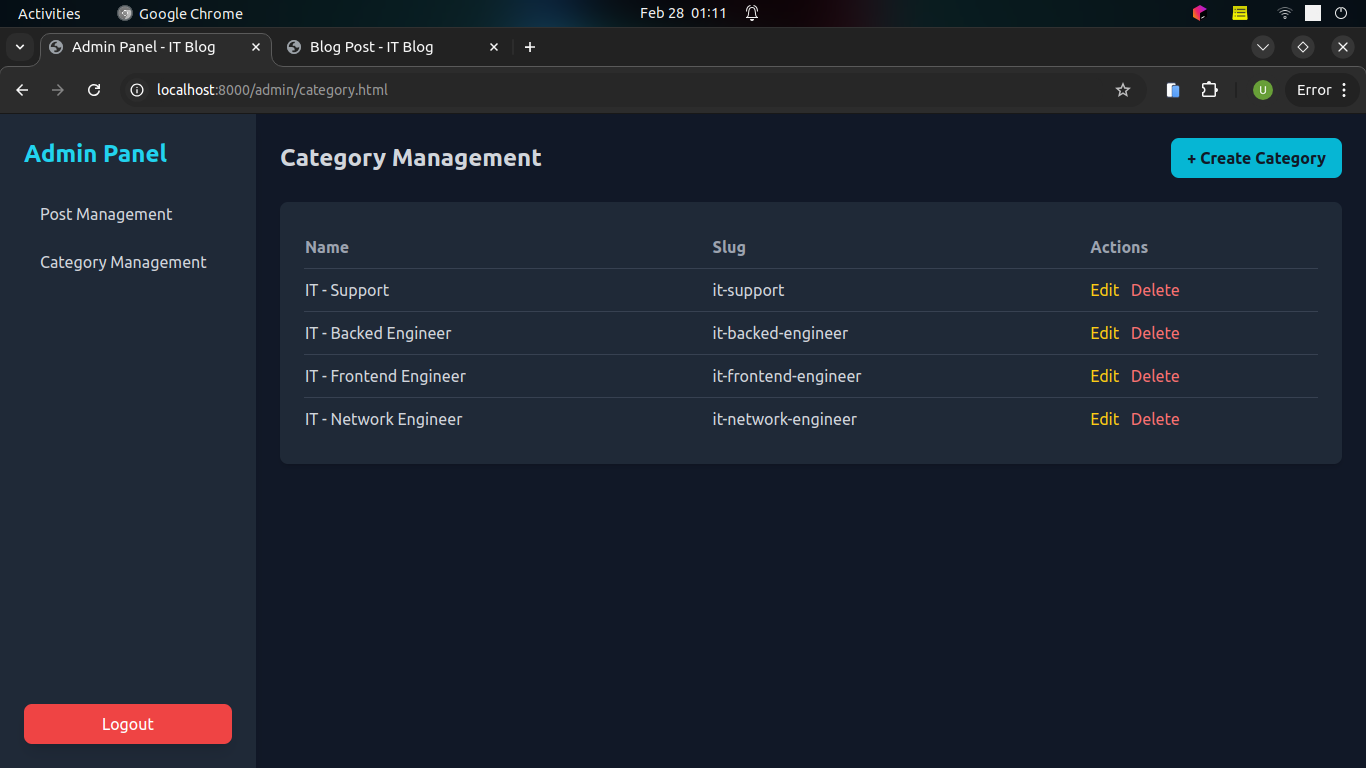 Activities Google Chrome Feb 28 01:11
Admin Panel - IT Blog Blog Post - IT Blog
localhost:8000/admin/category.html U Error
Admin Panel
Post Management
Category Management
Logout
Category Management + Create Category
Name Slug Actions
IT - Support it-support Edit Delete
IT - Backed Engineer it-backed-engineer Edit Delete
IT - Frontend Engineer it-frontend-engineer Edit Delete
IT - Network Engineer it-network-engineer Edit Delete